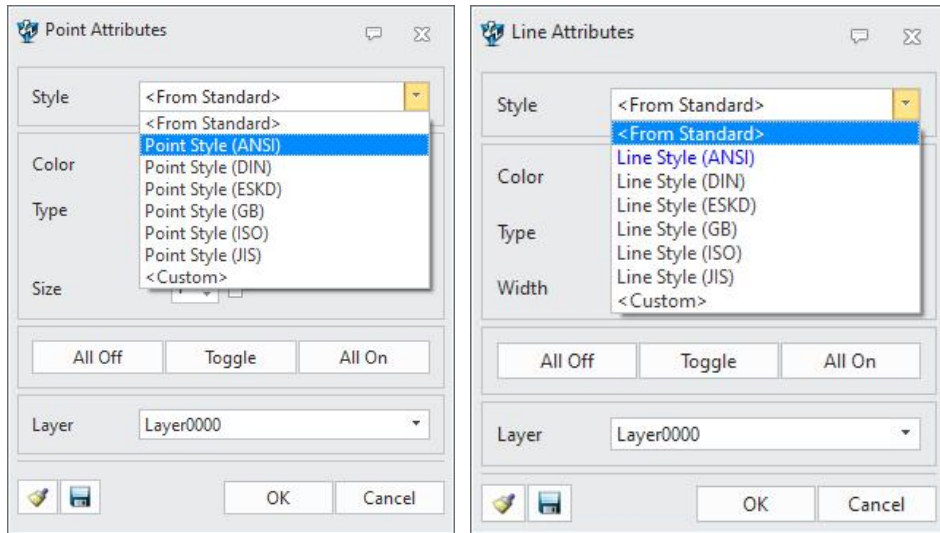 Point Attributes
Style <From Standard>
<From Standard>
Point Style (ANSI)
Color
Point Style (DIN)
Point Style (ESKD)
Type
Point Style (GB)
Point Style (ISO)
Point Style (JIS)
<Custom>
Size
All Off Toggle All On
Layer Layer0000
OK Cancel
Line Attributes
Style <From Standard>
<From Standard>
Line Style (ANSI)
Color
Line Style (DIN)
Line Style (ESKD)
Type
Line Style (GB)
Line Style (ISO)
Line Style (JIS)
Width
<Custom>
All Off Toggle All On
Layer Layer0000
OK Cancel